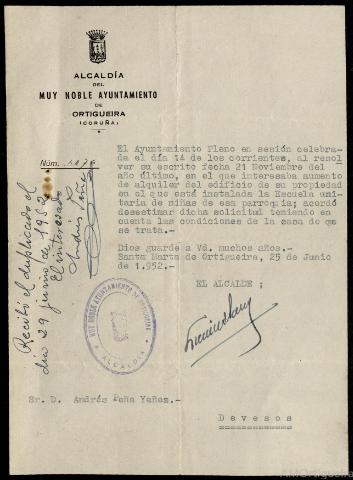 ALCALDÍA
DEL
MUY NOBLE AYUNTAMIENTO
DE
ORTIGUEIRA
(CORUÑA)
Núm.
El Ayuntamiento Pleno en sesión celebra-
da el día 14 de los corrientes, al resol
ver su escrito fecha 21 Noviembre del
año último, en el que interesaba aumento
de alquiler del edificio de su propiedad
en el que está instalada la Escuela
unitaria de niñas de esa parroquia; acordó
desestimar dicha solicitud teniendo en
cuenta las condiciones de la casa de que
se trata.-
Dios guarde a Vd. muchos años.-
Santa Marta de Ortigueira, 25 de Junio
de 1.952.-
EL ALCALDE;
Recibí el duplicado el
día 29 junio de 1952
El interesado
Andrés Peña
MUY NOBLE AYUNTAMIENTO DE ORTIGUEIRA
ALCALDIA
Sr. D. Andrés Peña Yañez.-
Devesos
AMOrtigueira